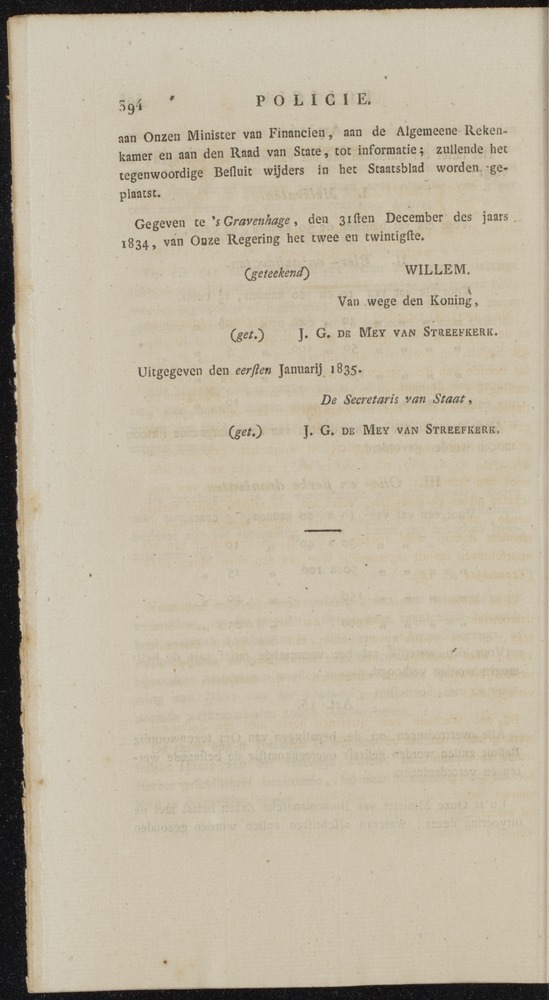 394 POLICIE.
aan Onzen Minister van Financien, aan de Algemeene Reken-
kamer en aan den Raad van State, tot informatie; zullende het
tegenwoordige Besluit wijders in het Staatsblad worden ge-
plaatst.
Gegeven te 's Gravenhage, den 31sten December des jaars
1834, van Onze Regering het twee en twintigste.
(geteekend) WILLEM.
Van wege den Koning,
(get.) J. G. DE MEY VAN STREEFKERK.
Uitgegeven den eersten Januarij 1835.
De Secretaris van Staat,
(get.) J. G. DE MEY VAN STREEFKERK.